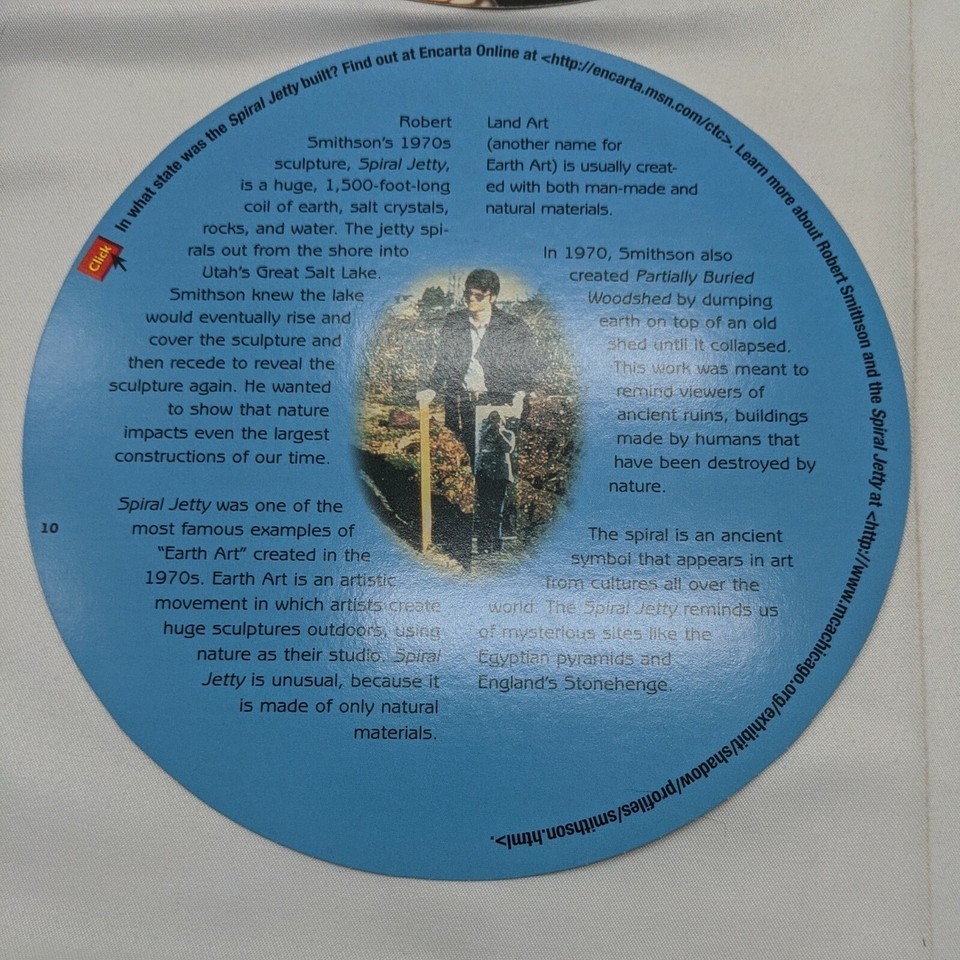 Click In what state was the Spiral Jetty built? Find out at Encarta Online at <http://encarta.msn.com/ctc>. Learn more about Robert Smithson and the Spiral Jetty at <http://www.mcachicago.org/exhibit/shadow/profiles/smithson.html>.
Robert
Smithson's 1970s
sculpture, Spiral Jetty,
is a huge, 1,500-foot-long
coil of earth, salt crystals,
rocks, and water. The jetty spi-
rals out from the shore into
Utah's Great Salt Lake.
Smithson knew the lake
would eventually rise and
cover the sculpture and
then recede to reveal the
sculpture again. He wanted
to show that nature
impacts even the largest
constructions of our time.
Spiral Jetty was one of the
most famous examples of
"Earth Art" created in the
1970s. Earth Art is an artistic
movement in which artists create
huge sculptures outdoors, using
nature as their studio. Spiral
Jetty is unusual, because it
is made of only natural
materials.
Land Art
(another name for
Earth Art) is usually creat-
ed with both man-made and
natural materials.
In 1970, Smithson also
created Partially Buried
Woodshed by dumping
earth on top of an old
shed until it collapsed.
This work was meant to
remind viewers of
ancient ruins, buildings
made by humans that
have been destroyed by
nature.
The spiral is an ancient
symbol that appears in art
from cultures all over the
world. The Spiral Jetty reminds us
of mysterious sites like the
Egyptian pyramids and
England's Stonehenge.
10